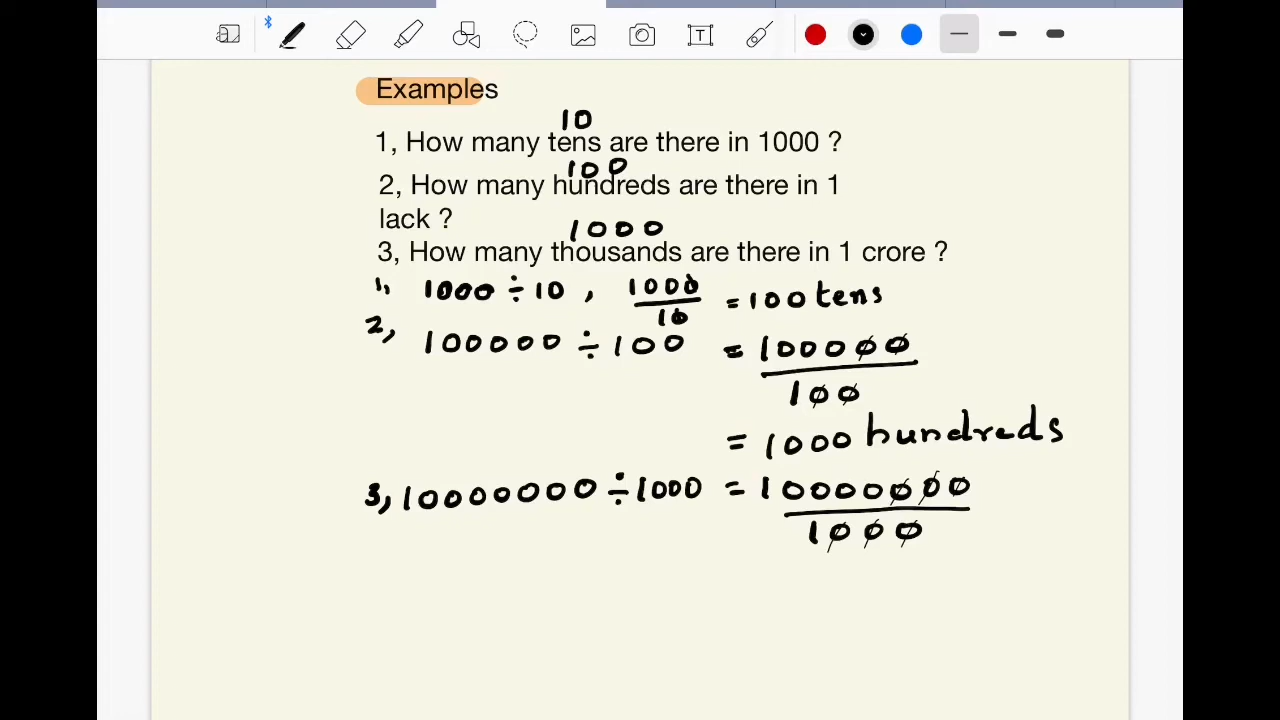 Examples
10
1, How many tens are there in 1000 ?
100
2, How many hundreds are there in 1
lack ?
1000
3, How many thousands are there in 1 crore ?
1, 1000 ÷ 10 , 1000/10 = 100 tens
2, 100000 ÷ 100 = 100000/100
= 1000 hundreds
3, 10000000 ÷ 1000 = 10000000/1000